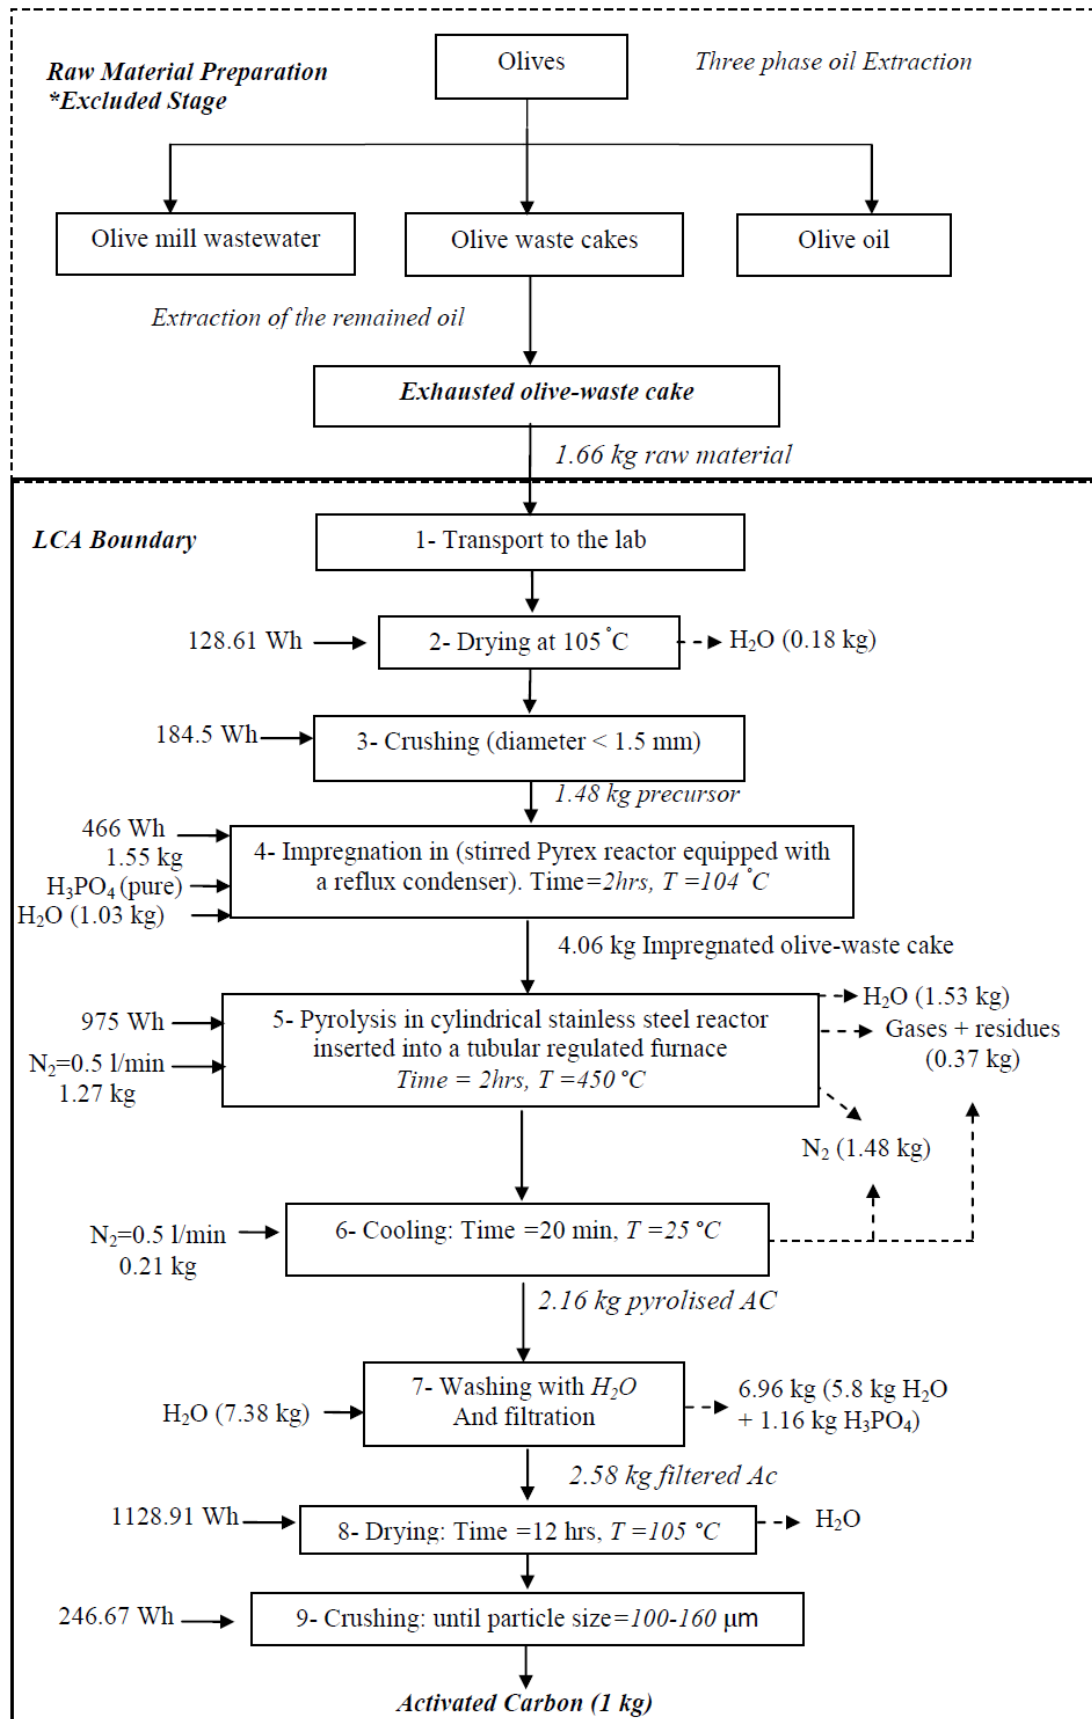 Olives
Three phase oil Extraction
Raw Material Preparation
*Excluded Stage
Olive mill wastewater
Olive waste cakes
Olive oil
Extraction of the remained oil
Exhausted olive-waste cake
1.66 kg raw material
LCA Boundary
1- Transport to the lab
128.61 Wh
2- Drying at 105 °C
H₂O (0.18 kg)
184.5 Wh
3- Crushing (diameter < 1.5 mm)
1.48 kg precursor
466 Wh
1.55 kg
H₃PO₄ (pure)
H₂O (1.03 kg)
4- Impregnation in (stirred Pyrex reactor equipped with
a reflux condenser). Time=2hrs, T =104 °C
4.06 kg Impregnated olive-waste cake
975 Wh
N₂=0.5 l/min
1.27 kg
5- Pyrolysis in cylindrical stainless steel reactor
inserted into a tubular regulated furnace
Time = 2hrs, T =450 °C
H₂O (1.53 kg)
Gases + residues
(0.37 kg)
N₂ (1.48 kg)
N₂=0.5 l/min
0.21 kg
6- Cooling: Time =20 min, T =25 °C
2.16 kg pyrolised AC
H₂O (7.38 kg)
7- Washing with H₂O
And filtration
6.96 kg (5.8 kg H₂O
+ 1.16 kg H₃PO₄)
2.58 kg filtered Ac
1128.91 Wh
8- Drying: Time =12 hrs, T =105 °C
H₂O
246.67 Wh
9- Crushing: until particle size=100-160 µm
Activated Carbon (1 kg)